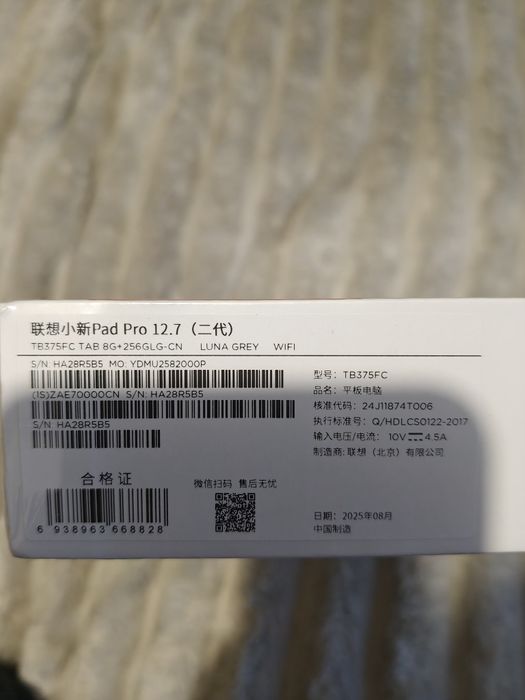 联想小新Pad Pro 12.7（二代）
TB375FC TAB 8G+256GLG-CN LUNA GREY WIFI
S/N: HA28R5B5 MO: YDMU2582000P
(1S)ZAE70000CN S/N: HA28R5B5
S/N: HA28R5B5
合格证
6 938963 668828
微信扫码 售后无忧
型号：TB375FC
品名：平板电脑
核准代码：24J11874T006
执行标准号：Q/HDLCS0122-2017
输入电压/电流：10V⎓4.5A
制造商：联想（北京）有限公司
日期：2025年08月
中国制造